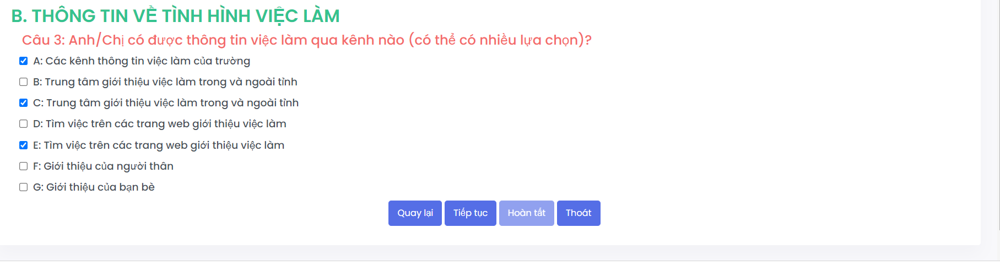 B. THÔNG TIN VỀ TÌNH HÌNH VIỆC LÀM
Câu 3: Anh/Chị có được thông tin việc làm qua kênh nào (có thể có nhiều lựa chọn)?
A: Các kênh thông tin việc làm của trường
B: Trung tâm giới thiệu việc làm trong và ngoài tỉnh
C: Trung tâm giới thiệu việc làm trong và ngoài tỉnh
D: Tìm việc trên các trang web giới thiệu việc làm
E: Tìm việc trên các trang web giới thiệu việc làm
F: Giới thiệu của người thân
G: Giới thiệu của bạn bè
Quay lại Tiếp tục Hoàn tất Thoát